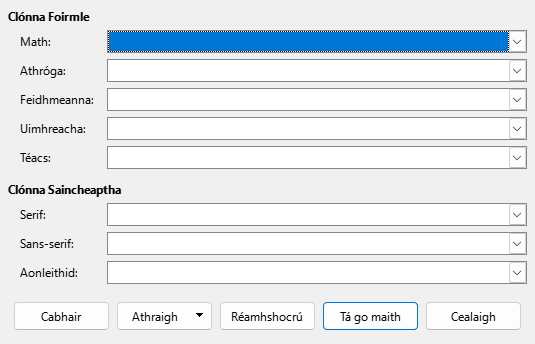 Clónna Foirmle
Math:
Athróga:
Feidhmeanna:
Uimhreacha:
Téacs:
Clónna Saincheaptha
Serif:
Sans-serif:
Aonleithid:
Cabhair Athraigh Réamhshocrú Tá go maith Cealaigh